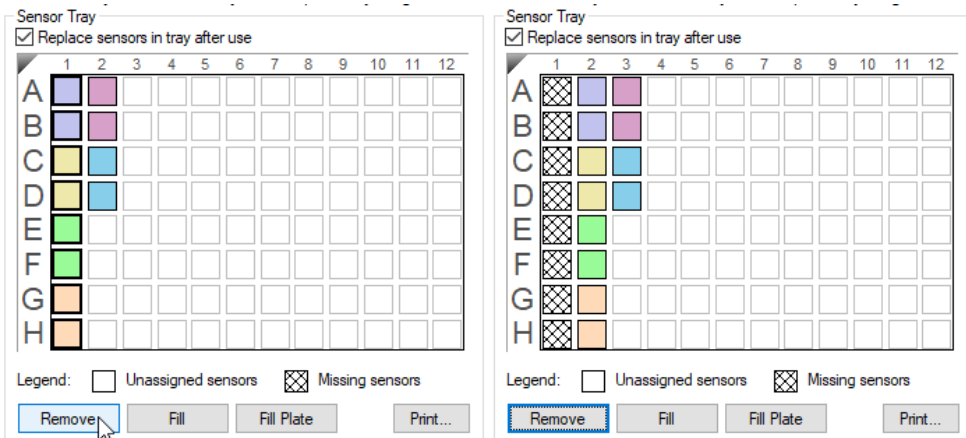 Sensor Tray
Replace sensors in tray after use
1 2 3 4 5 6 7 8 9 10 11 12
A
B
C
D
E
F
G
H
Legend: Unassigned sensors Missing sensors
Remove Fill Fill Plate Print...
Sensor Tray
Replace sensors in tray after use
1 2 3 4 5 6 7 8 9 10 11 12
A
B
C
D
E
F
G
H
Legend: Unassigned sensors Missing sensors
Remove Fill Fill Plate Print...